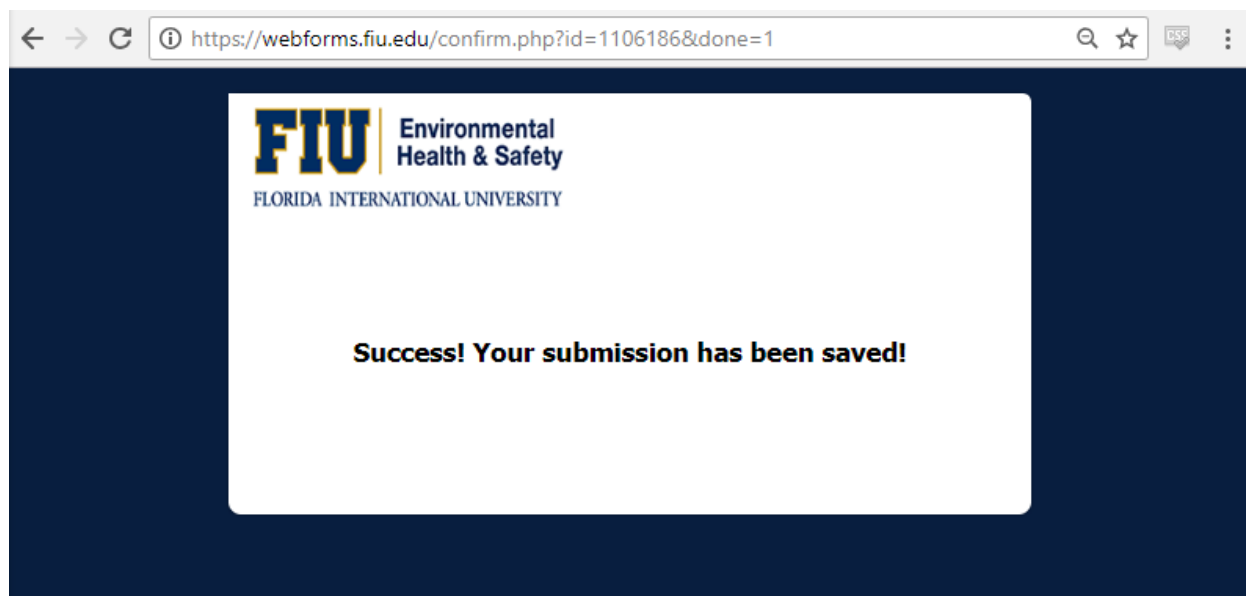 https://webforms.fiu.edu/confirm.php?id=1106186&done=1
CSS
FIU
Environmental
Health & Safety
FLORIDA INTERNATIONAL UNIVERSITY
Success! Your submission has been saved!